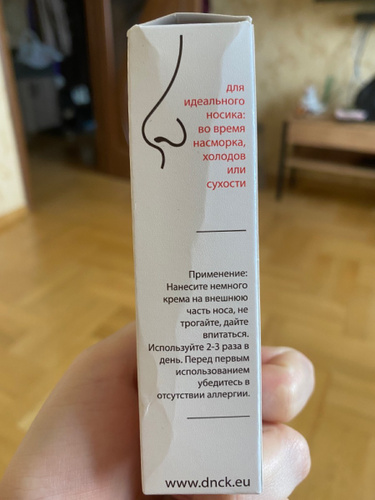 для
идеального
носика:
во время
насморка,
холодов
или
сухости
Применение:
Нанесите немного
крема на внешнюю
часть носа, не
трогайте, дайте
впитаться.
Используйте 2-3 раза в
день. Перед первым
использованием
убедитесь в
отсутствии аллергии.
www.dnck.eu